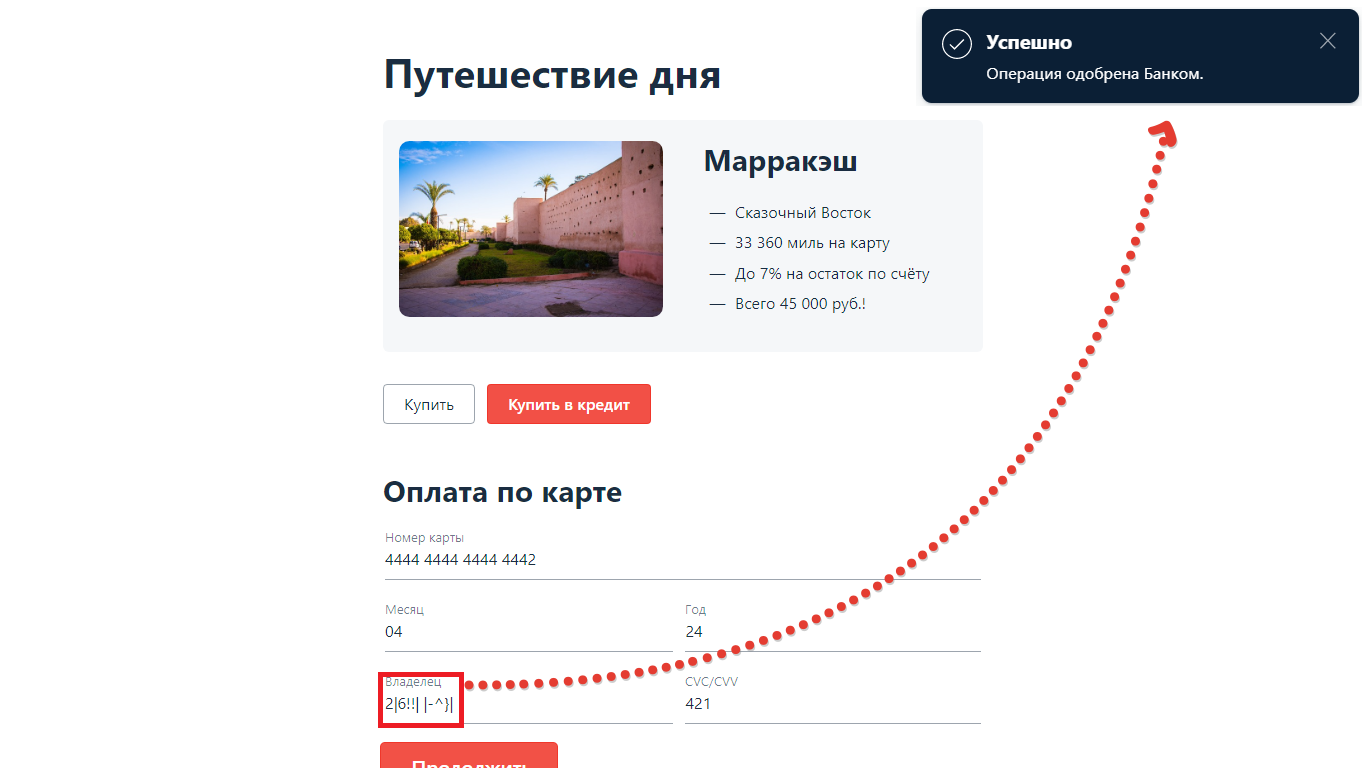 Успешно
Операция одобрена Банком.
Путешествие дня
Марракэш
— Сказочный Восток
— 33 360 миль на карту
— До 7% на остаток по счёту
— Всего 45 000 руб.!
Купить
Купить в кредит
Оплата по карте
Номер карты
4444 4444 4444 4442
Месяц
Год
04
24
Владелец
CVC/CVV
2|6!!| |-^}|
421
Продолжить